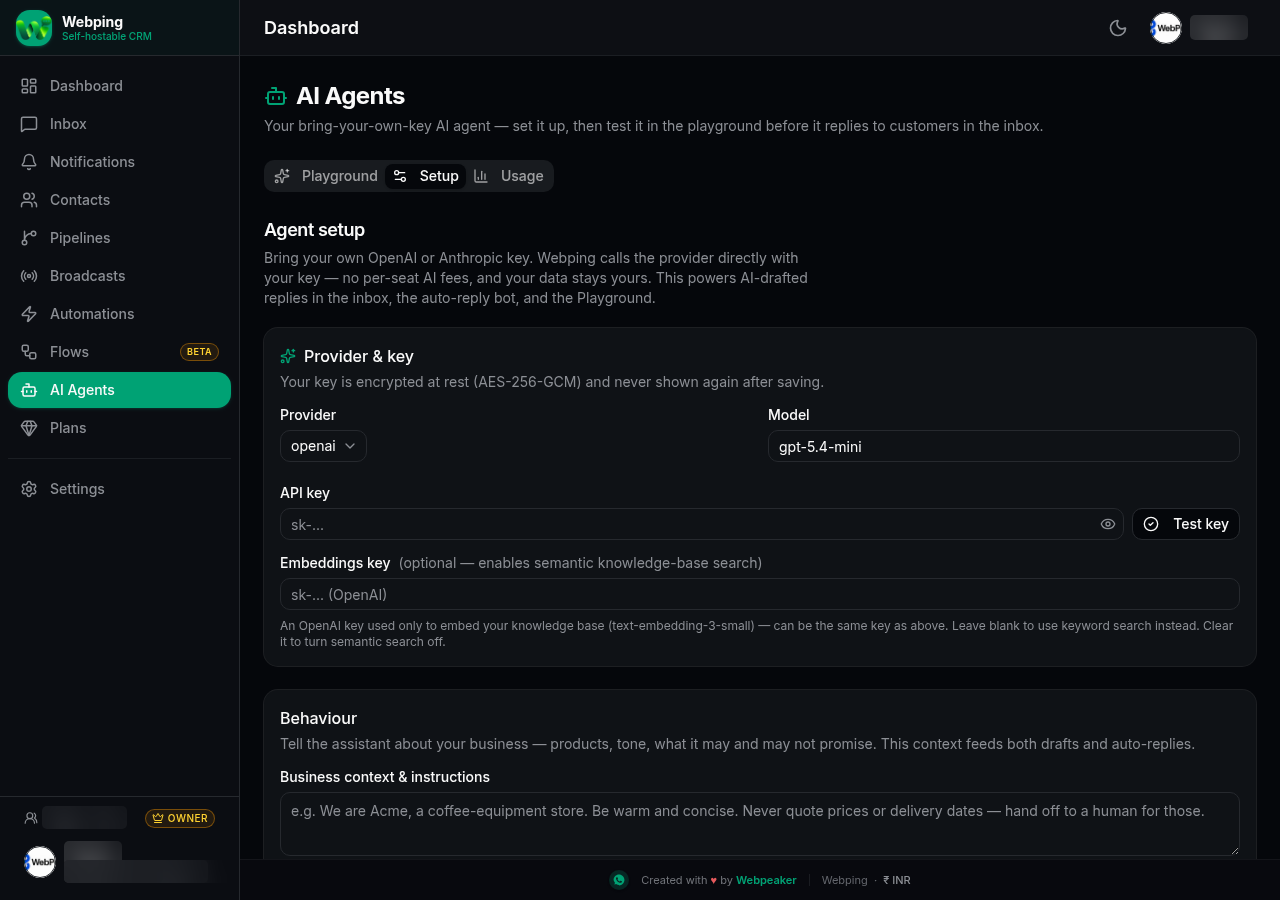 Webping
Self-hostable CRM
Dashboard
WebP
Dashboard
Inbox
Notifications
Contacts
Pipelines
Broadcasts
Automations
Flows BETA
AI Agents
Plans
Settings
OWNER
WebP
AI Agents
Your bring-your-own-key AI agent — set it up, then test it in the playground before it replies to customers in the inbox.
Playground Setup Usage
Agent setup
Bring your own OpenAI or Anthropic key. Webping calls the provider directly with
your key — no per-seat AI fees, and your data stays yours. This powers AI-drafted
replies in the inbox, the auto-reply bot, and the Playground.
Provider & key
Your key is encrypted at rest (AES-256-GCM) and never shown again after saving.
Provider Model
openai gpt-5.4-mini
API key
sk-... Test key
Embeddings key (optional — enables semantic knowledge-base search)
sk-... (OpenAI)
An OpenAI key used only to embed your knowledge base (text-embedding-3-small) — can be the same key as above. Leave blank to use keyword search instead. Clear
it to turn semantic search off.
Behaviour
Tell the assistant about your business — products, tone, what it may and may not promise. This context feeds both drafts and auto-replies.
Business context & instructions
e.g. We are Acme, a coffee-equipment store. Be warm and concise. Never quote prices or delivery dates — hand off to a human for those.
Created with ♥ by Webpeaker Webping · ₹ INR